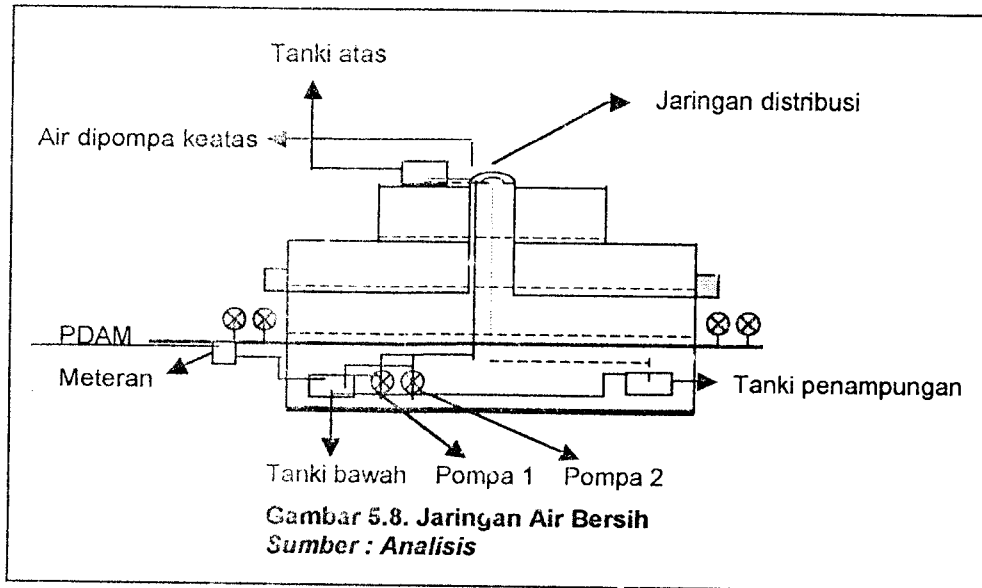 Tanki atas
Jaringan distribusi
Air dipompa keatas
PDAM
Meteran
Tanki penampungan
Tanki bawah Pompa 1 Pompa 2
Gambar 5.8. Jaringan Air Bersih
Sumber : Analisis